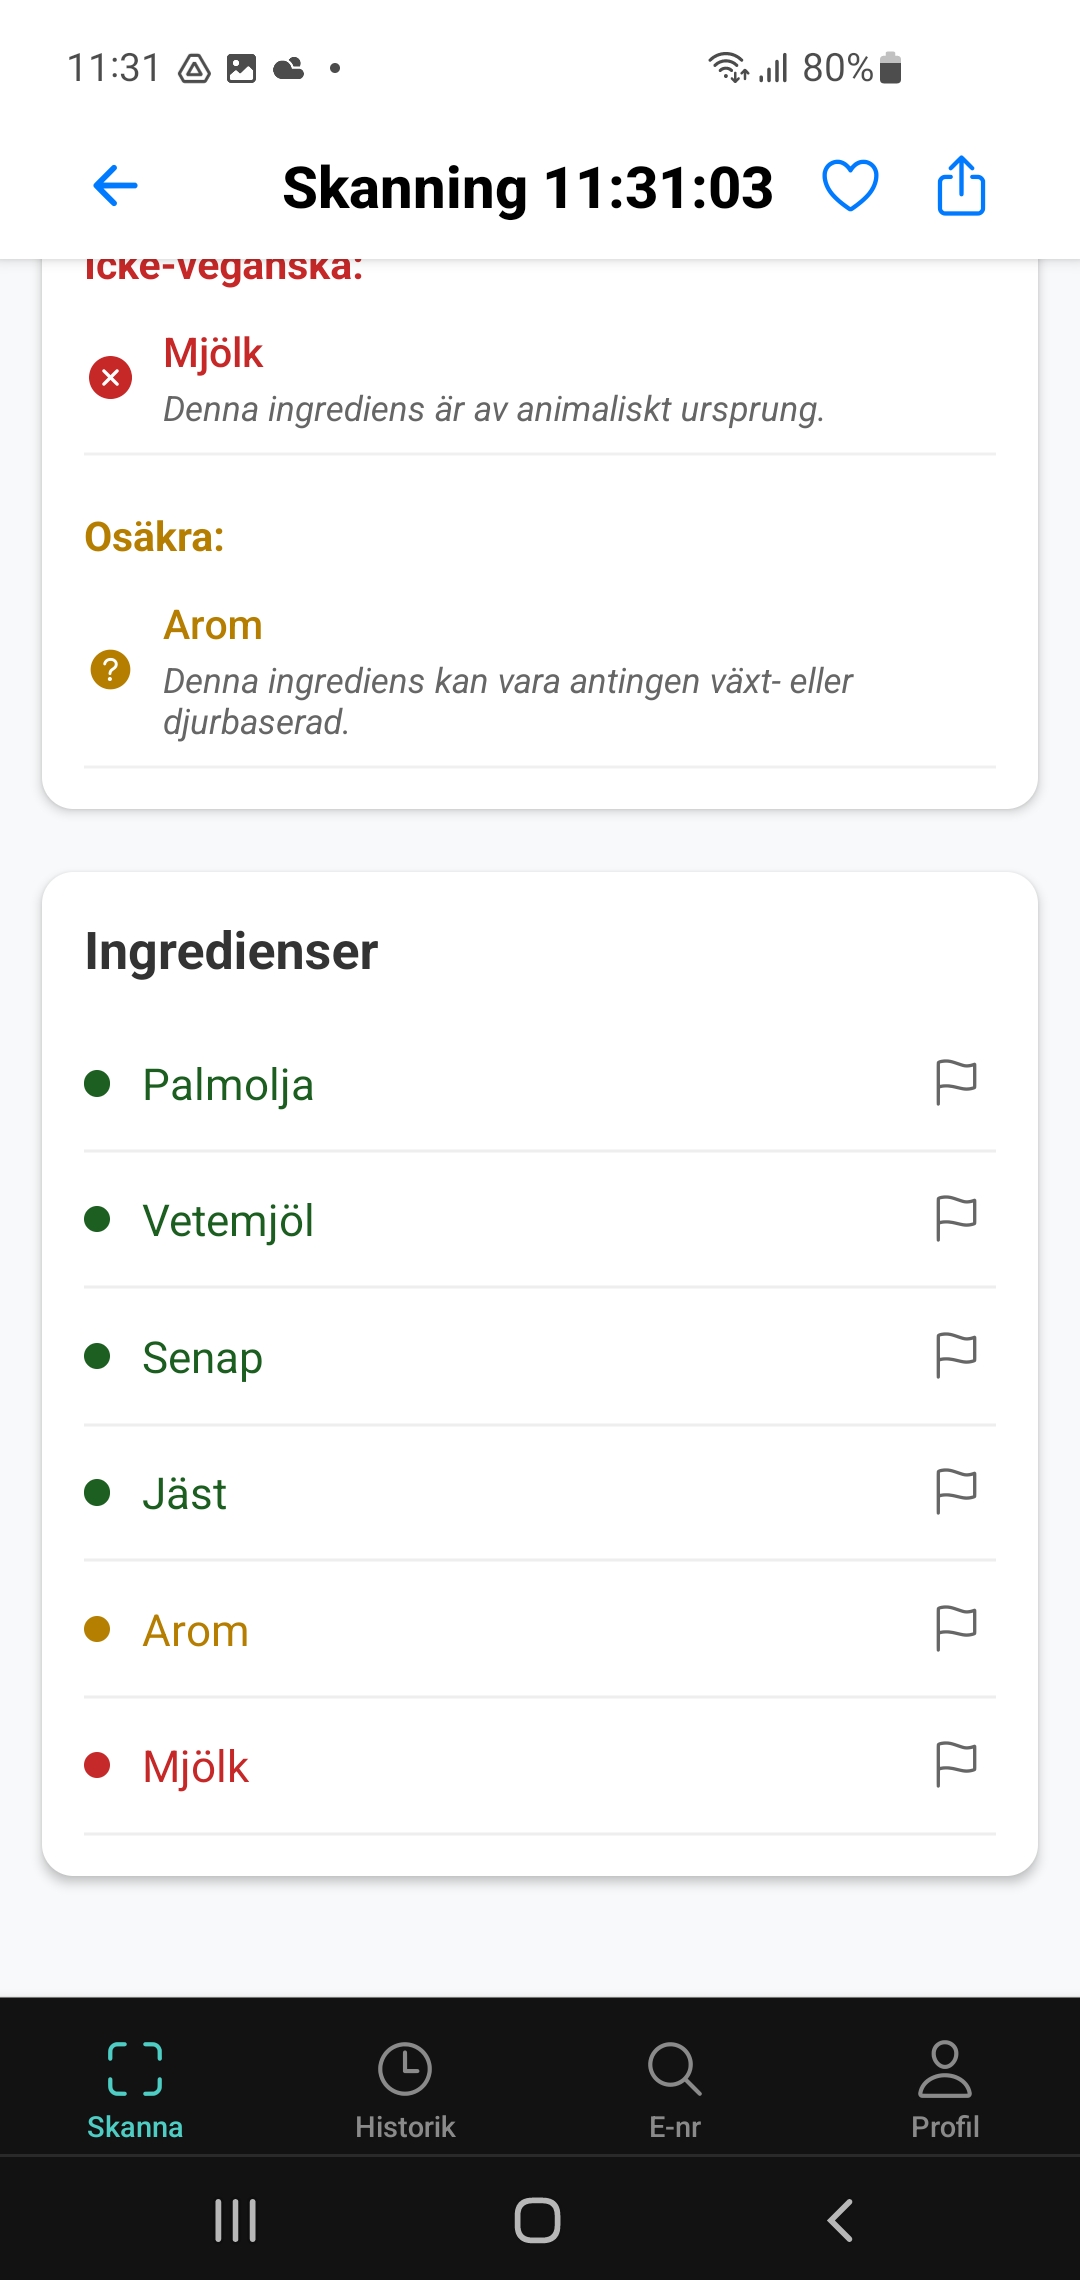 11:31
80%
Skanning 11:31:03
Icke-veganska:
Mjölk
Denna ingrediens är av animaliskt ursprung.
Osäkra:
Arom
Denna ingrediens kan vara antingen växt- eller
djurbaserad.
Ingredienser
Palmolja
Vetemjöl
Senap
Jäst
Arom
Mjölk
Skanna
Historik
E-nr
Profil